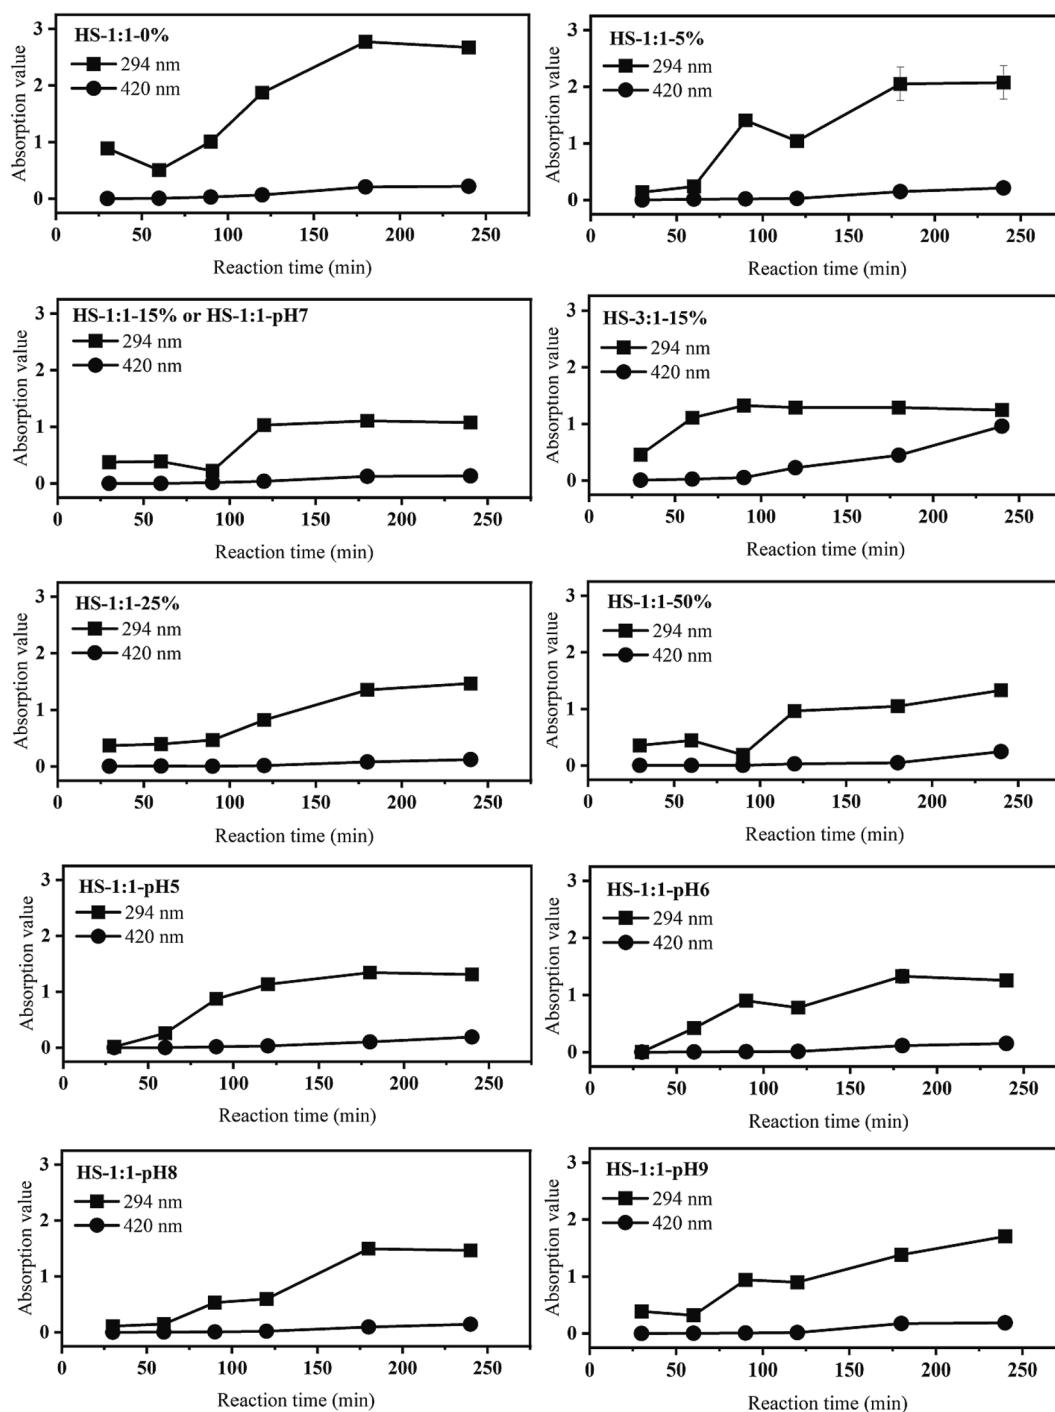 HS-1:1-0%
294 nm
420 nm
Absorption value
3
2
1
0
0 50 100 150 200 250
Reaction time (min)
HS-1:1-5%
294 nm
420 nm
Absorption value
3
2
1
0
0 50 100 150 200 250
Reaction time (min)
HS-1:1-15% or HS-1:1-pH7
294 nm
420 nm
Absorption value
3
2
1
0
0 50 100 150 200 250
Reaction time (min)
HS-3:1-15%
294 nm
420 nm
Absorption value
3
2
1
0
0 50 100 150 200 250
Reaction time (min)
HS-1:1-25%
294 nm
420 nm
Absorption value
3
2
1
0
0 50 100 150 200 250
Reaction time (min)
HS-1:1-50%
294 nm
420 nm
Absorption value
3
2
1
0
0 50 100 150 200 250
Reaction time (min)
HS-1:1-pH5
294 nm
420 nm
Absorption value
3
2
1
0
0 50 100 150 200 250
Reaction time (min)
HS-1:1-pH6
294 nm
420 nm
Absorption value
3
2
1
0
0 50 100 150 200 250
Reaction time (min)
HS-1:1-pH8
294 nm
420 nm
Absorption value
3
2
1
0
0 50 100 150 200 250
Reaction time (min)
HS-1:1-pH9
294 nm
420 nm
Absorption value
3
2
1
0
0 50 100 150 200 250
Reaction time (min)